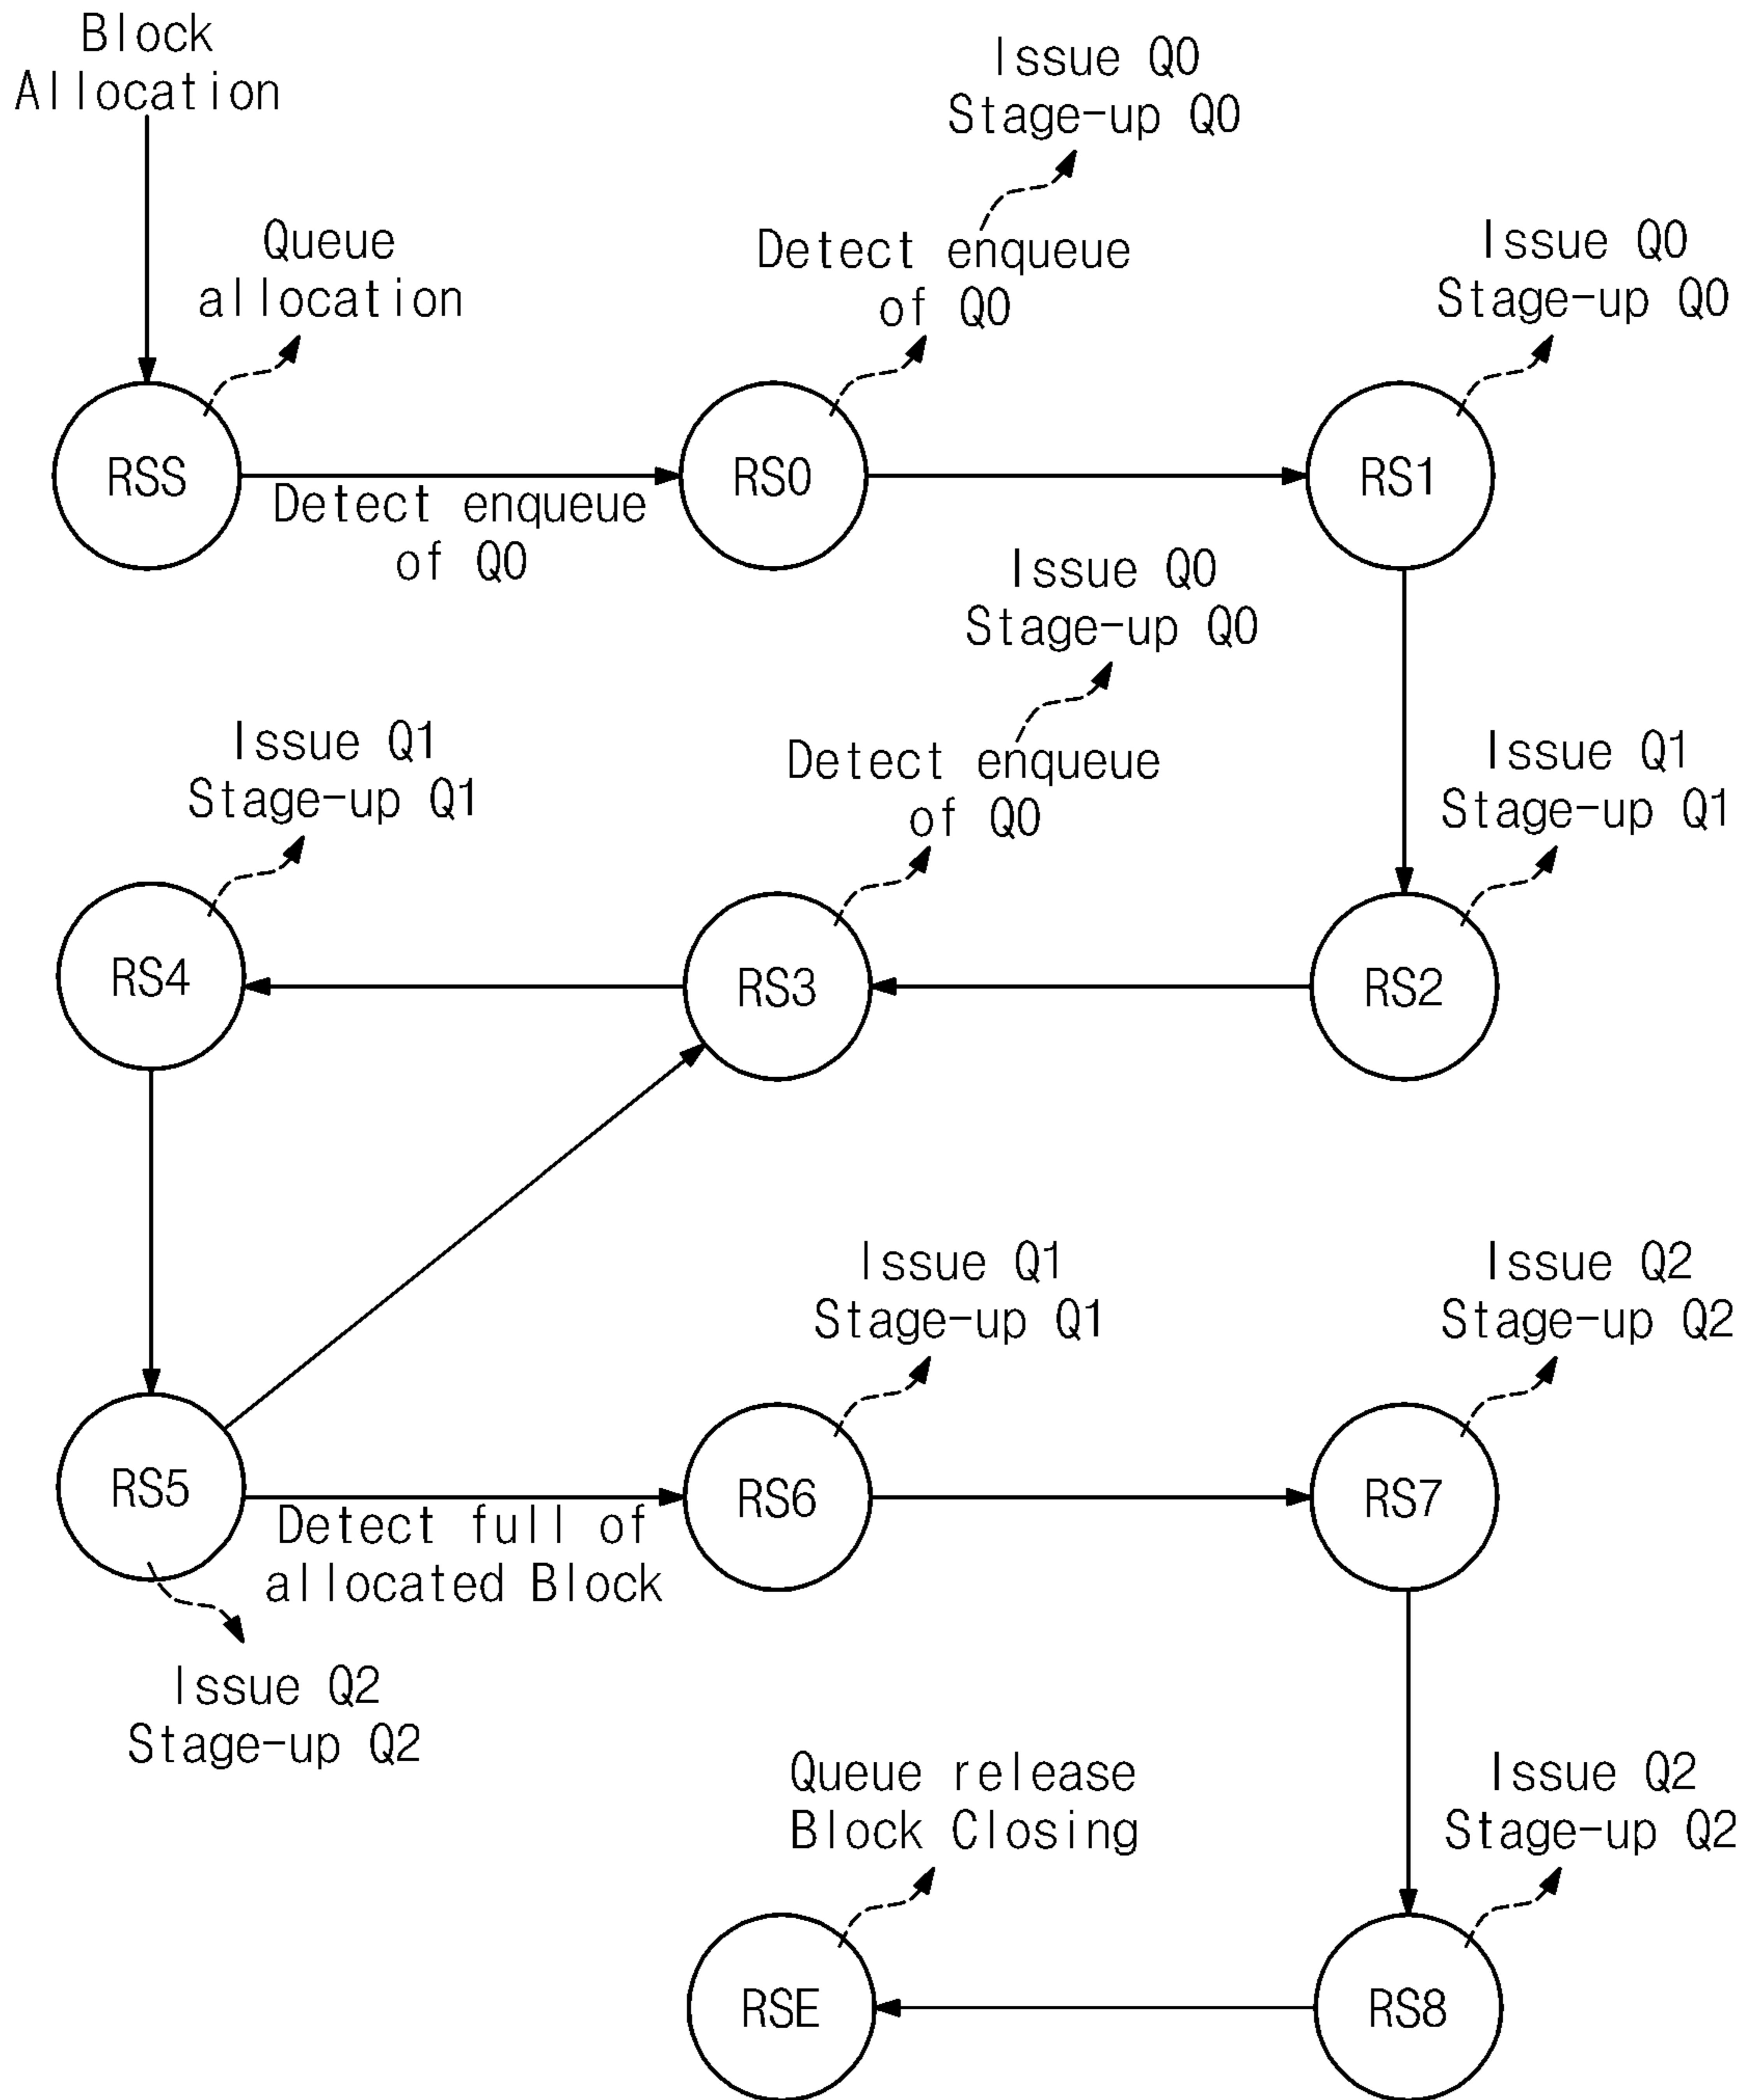 Block
Allocation
Issue Q0
Stage-up Q0
Queue
allocation
Detect enqueue
of Q0
Issue Q0
Stage-up Q0
RSS
RS0
RS1
Detect enqueue
of Q0
Issue Q0
Stage-up Q0
Issue Q1
Stage-up Q1
Detect enqueue
of Q0
Issue Q1
Stage-up Q1
RS4
RS3
RS2
Issue Q1
Stage-up Q1
Issue Q2
Stage-up Q2
RS5
RS6
RS7
Detect full of
allocated Block
Issue Q2
Stage-up Q2
Queue release
Block Closing
Issue Q2
Stage-up Q2
RSE
RS8